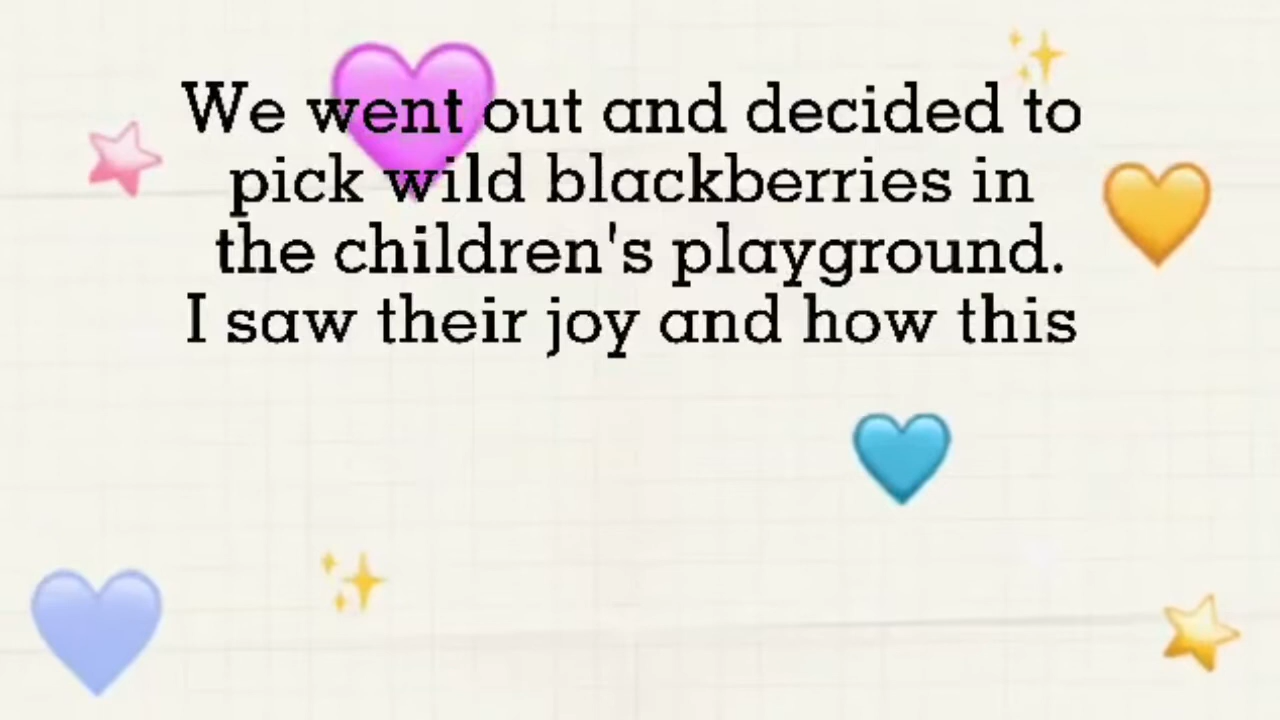 We went out and decided to
pick wild blackberries in
the children's playground.
I saw their joy and how this